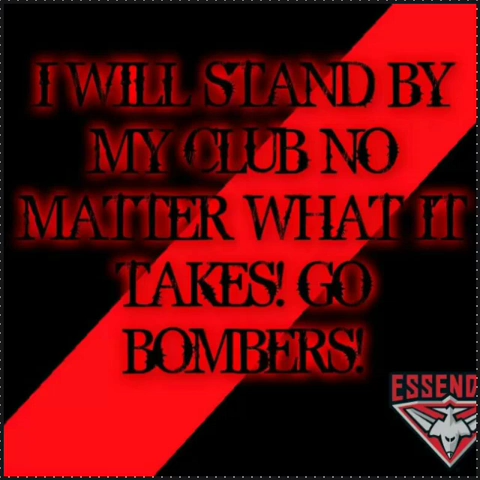 I WILL STAND BY
MY CLUB NO
MATTER WHAT IT
TAKES! GO
BOMBERS!
ESSEND